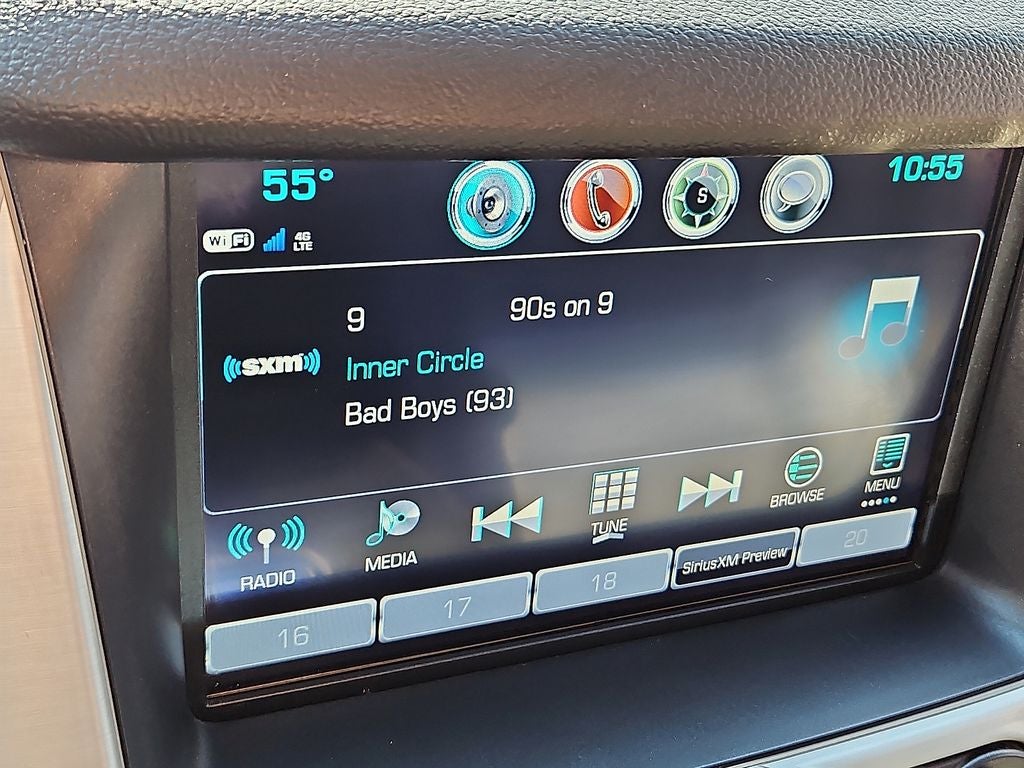 55°
10:55
S
WiFi
4G
LTE
9
90s on 9
sxm
Inner Circle
Bad Boys (93)
RADIO
MEDIA
TUNE
BROWSE
MENU
16
17
18
SiriusXM Preview
20